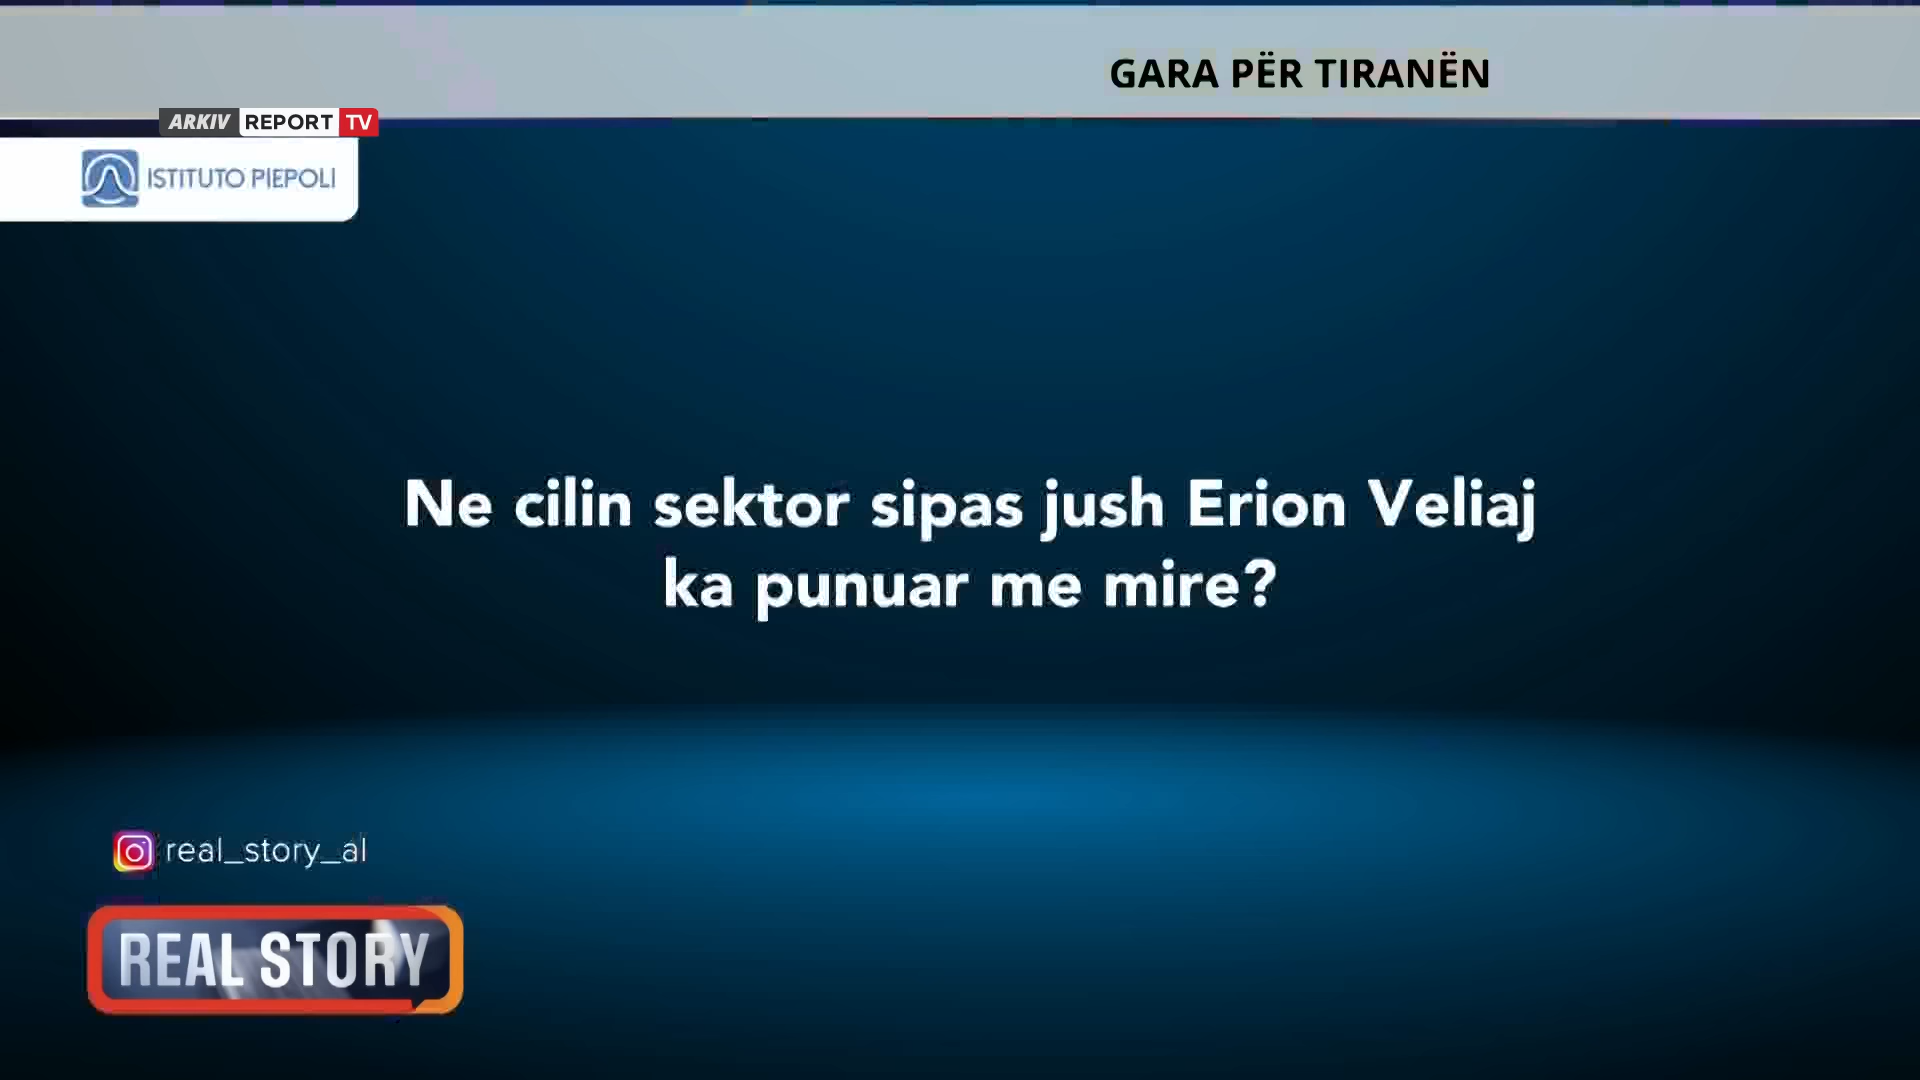 GARA PËR TIRANËN
ARKIV REPORT TV
ISTITUTO PIEPOLI
Ne cilin sektor sipas jush Erion Veliaj
ka punuar me mire?
real_story_al
REAL STORY